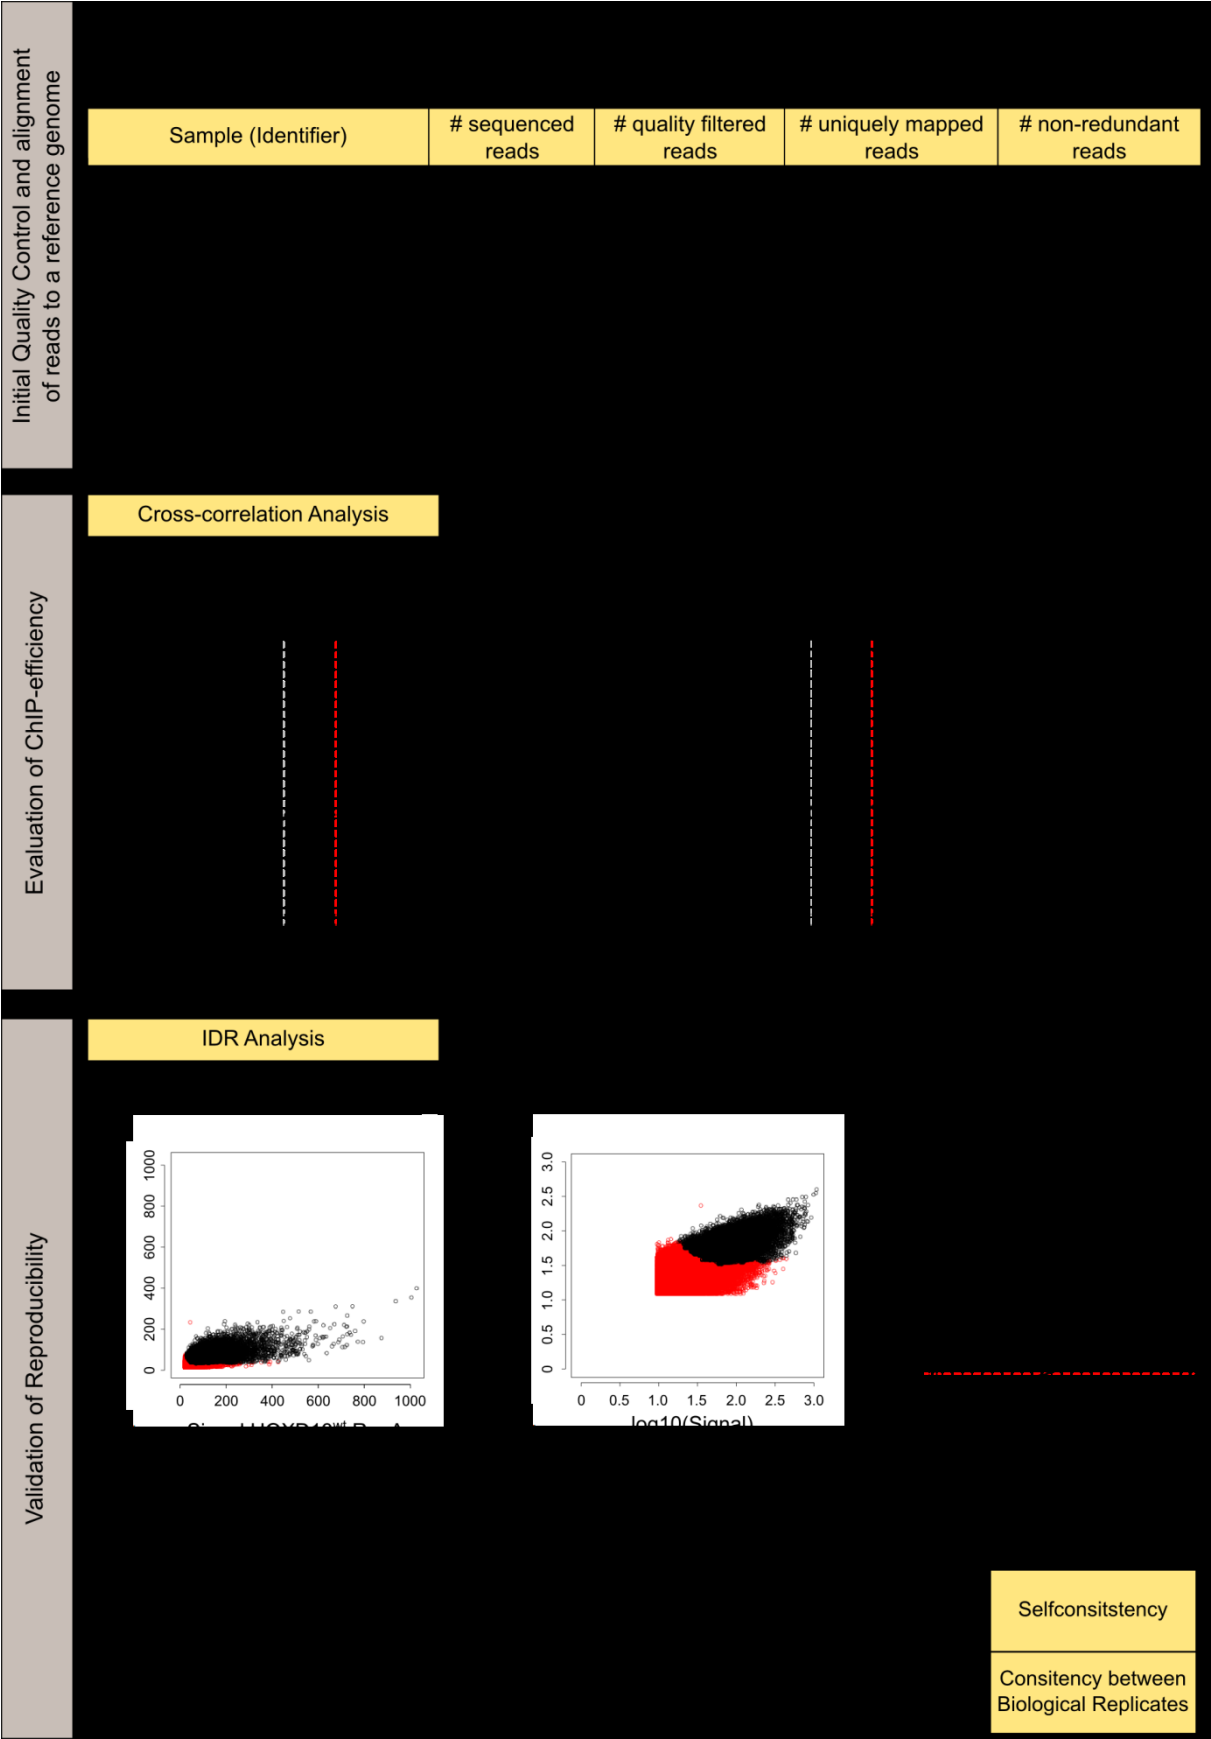 Initial Quality Control and alignment
of reads to a reference genome
Sample (Identifier)
# sequenced
reads
# quality filtered
reads
# uniquely mapped
reads
# non-redundant
reads
Evaluation of ChIP-efficiency
Cross-correlation Analysis
Validation of Reproducibility
IDR Analysis
1000
800
600
400
200
0
0 200 400 600 800 1000
3.0
2.5
2.0
1.5
1.0
0.5
0
0 0.5 1.0 1.5 2.0 2.5 3.0
log10(Signal)
Selfconsitstency
Consitency between
Biological Replicates